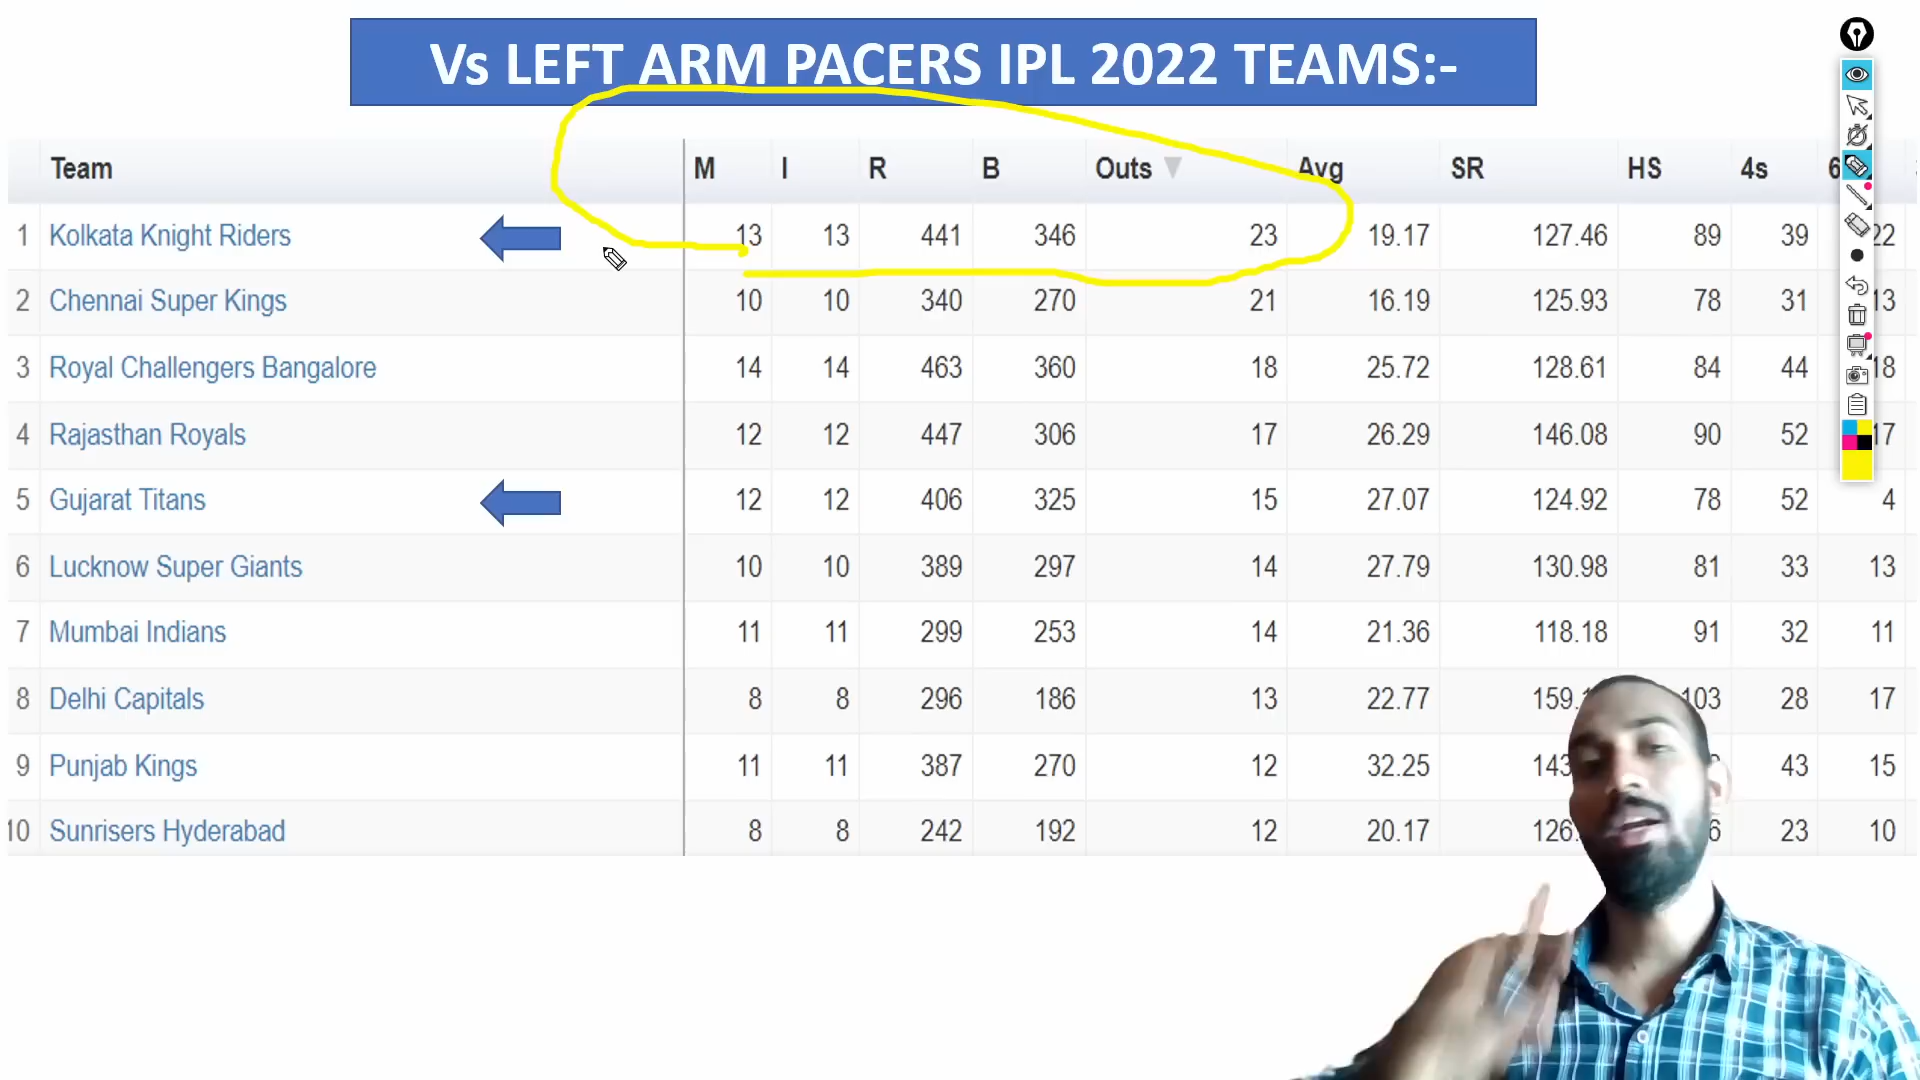 Vs LEFT ARM PACERS IPL 2022 TEAMS:-
Team M I R B Outs Avg SR HS 4s
1 Kolkata Knight Riders 13 13 441 346 23 19.17 127.46 89 39 22
2 Chennai Super Kings 10 10 340 270 21 16.19 125.93 78 31 13
3 Royal Challengers Bangalore 14 14 463 360 18 25.72 128.61 84 44 18
4 Rajasthan Royals 12 12 447 306 17 26.29 146.08 90 52 17
5 Gujarat Titans 12 12 406 325 15 27.07 124.92 78 52 4
6 Lucknow Super Giants 10 10 389 297 14 27.79 130.98 81 33 13
7 Mumbai Indians 11 11 299 253 14 21.36 118.18 91 32 11
8 Delhi Capitals 8 8 296 186 13 22.77 103 28 17
9 Punjab Kings 11 11 387 270 12 32.25 43 15
10 Sunrisers Hyderabad 8 8 242 192 12 20.17 23 10